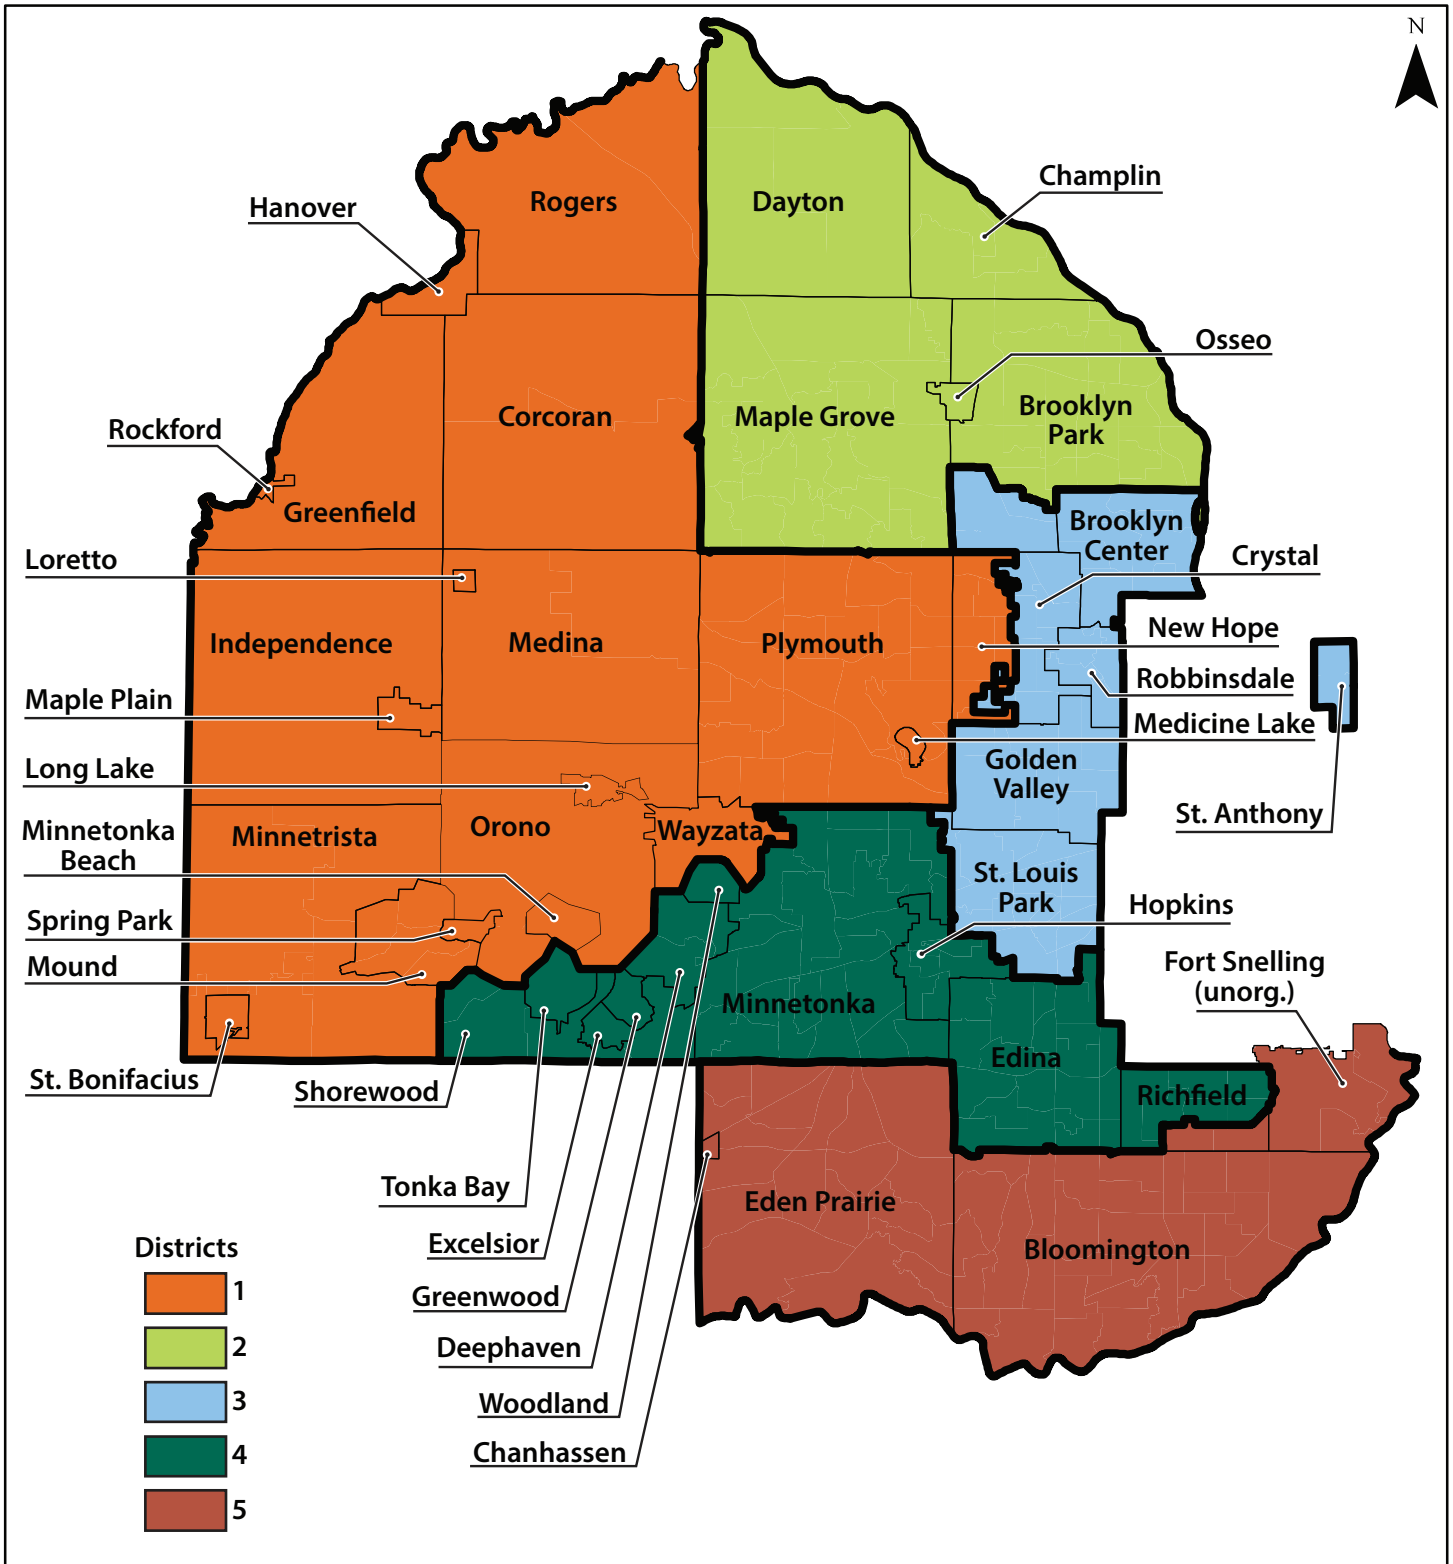 N
Champlin
Hanover
Rogers
Dayton
Osseo
Corcoran
Maple Grove
Brooklyn
Park
Rockford
Greenfield
Brooklyn
Center
Loretto
Crystal
Independence
Medina
Plymouth
New Hope
Robbinsdale
Maple Plain
Medicine Lake
Long Lake
Golden
Valley
St. Anthony
Minnetonka
Beach
Minnetrista
Orono
Wayzata
St. Louis
Park
Hopkins
Spring Park
Mound
Fort Snelling
(unorg.)
Minnetonka
Edina
St. Bonifacius
Shorewood
Richfield
Tonka Bay
Eden Prairie
Excelsior
Bloomington
Greenwood
Deephaven
Woodland
Chanhassen
Districts
1
2
3
4
5